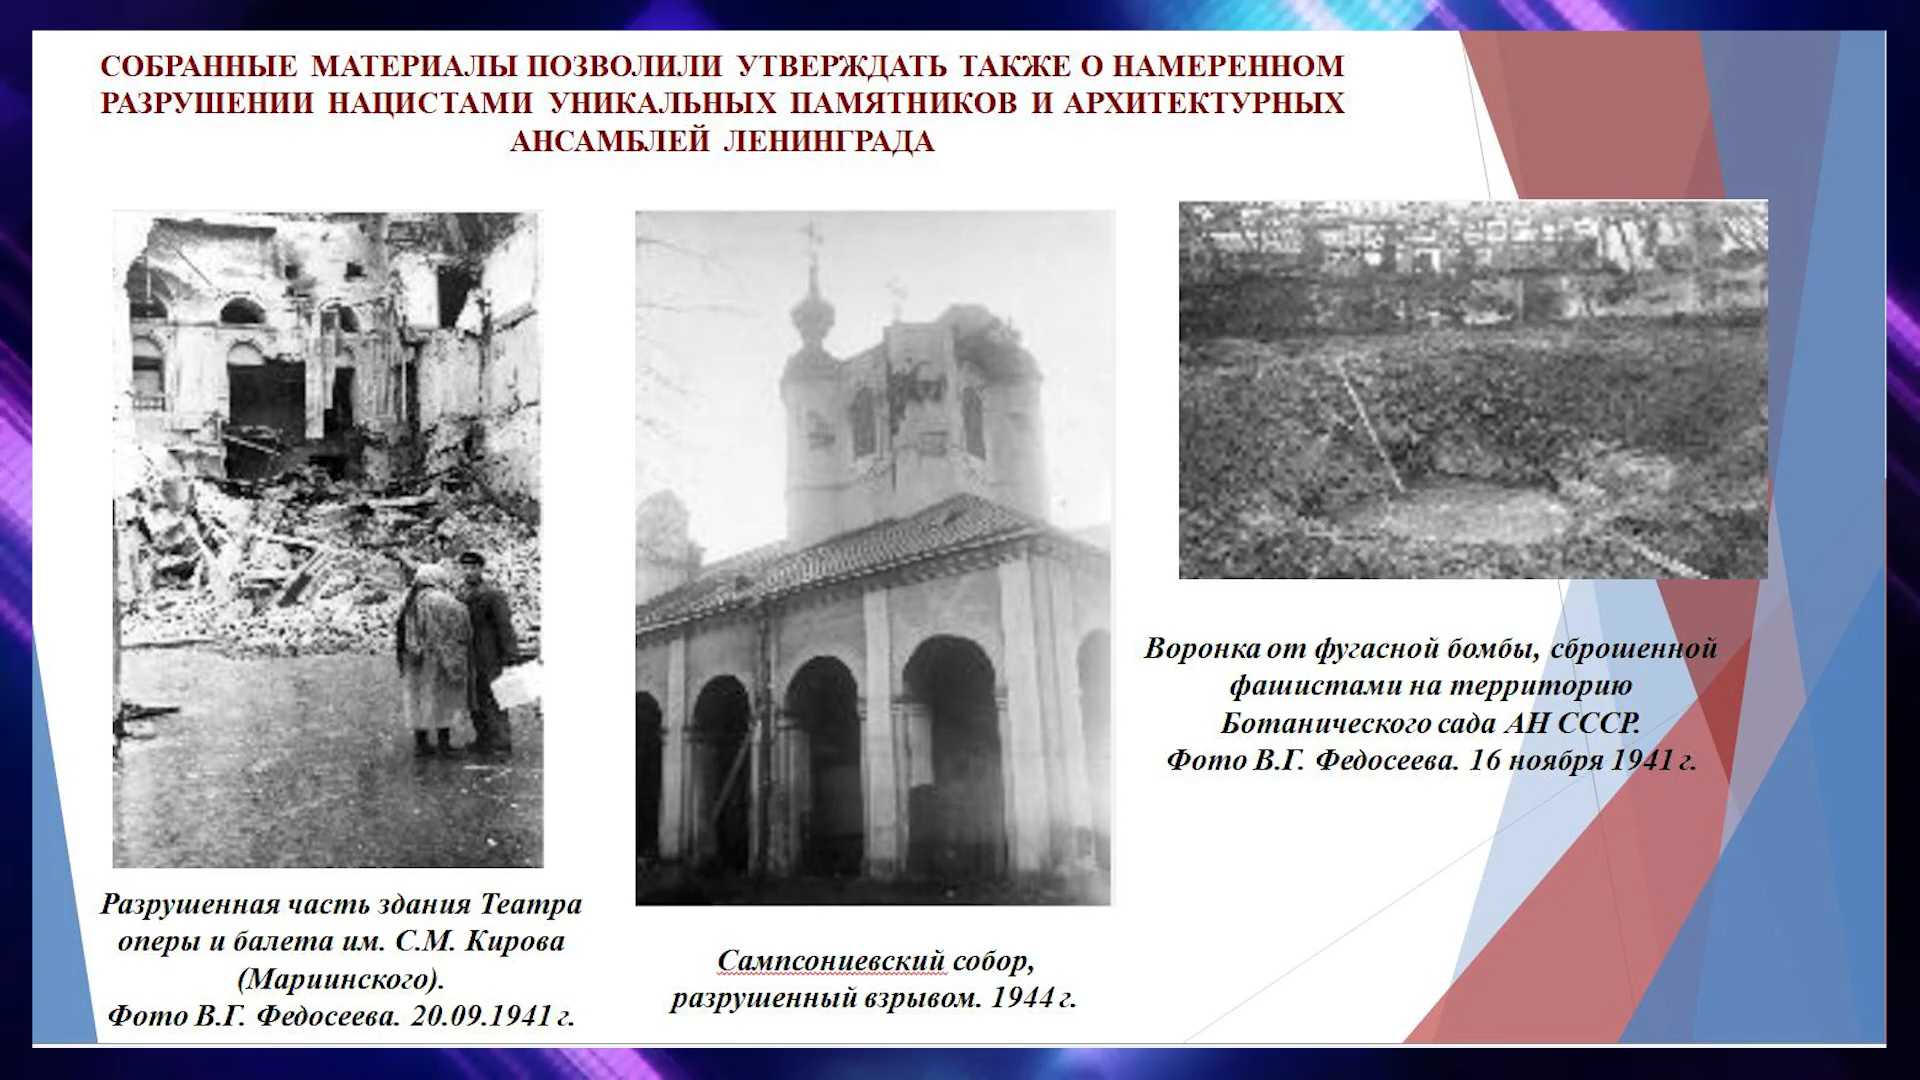 СОБРАННЫЕ МАТЕРИАЛЫ ПОЗВОЛИЛИ УТВЕРЖДАТЬ ТАКЖЕ О НАМЕРЕННОМ
РАЗРУШЕНИИ НАЦИСТАМИ УНИКАЛЬНЫХ ПАМЯТНИКОВ И АРХИТЕКТУРНЫХ
АНСАМБЛЕЙ ЛЕНИНГРАДА
Разрушенная часть здания Театра
оперы и балета им. С.М. Кирова
(Мариинского).
Фото В.Г. Федосеева. 20.09.1941 г.
Сампсониевский собор,
разрушенный взрывом. 1944 г.
Воронка от фугасной бомбы, сброшенной
фашистами на территорию
Ботанического сада АН СССР.
Фото В.Г. Федосеева. 16 ноября 1941 г.